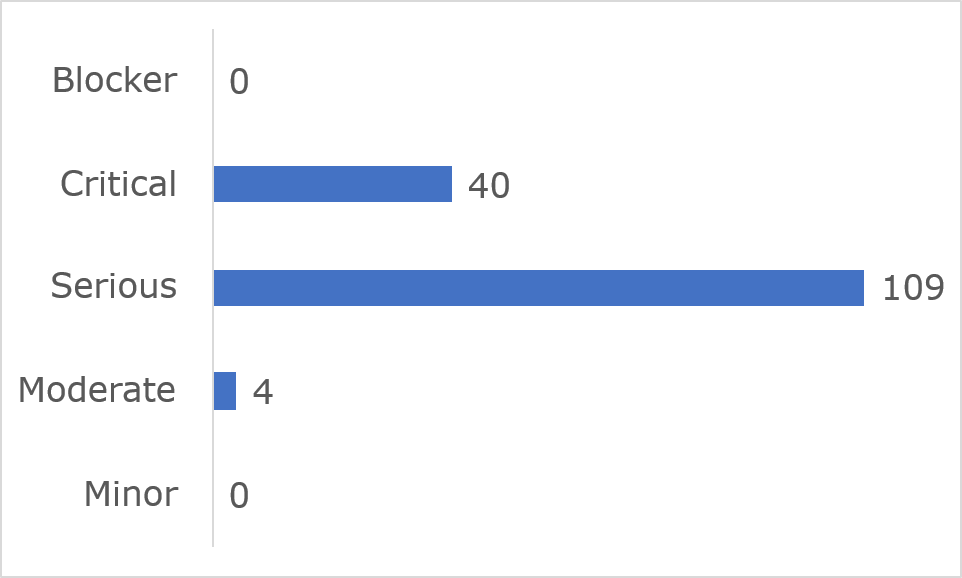 Blocker 0
Critical 40
Serious 109
Moderate 4
Minor 0